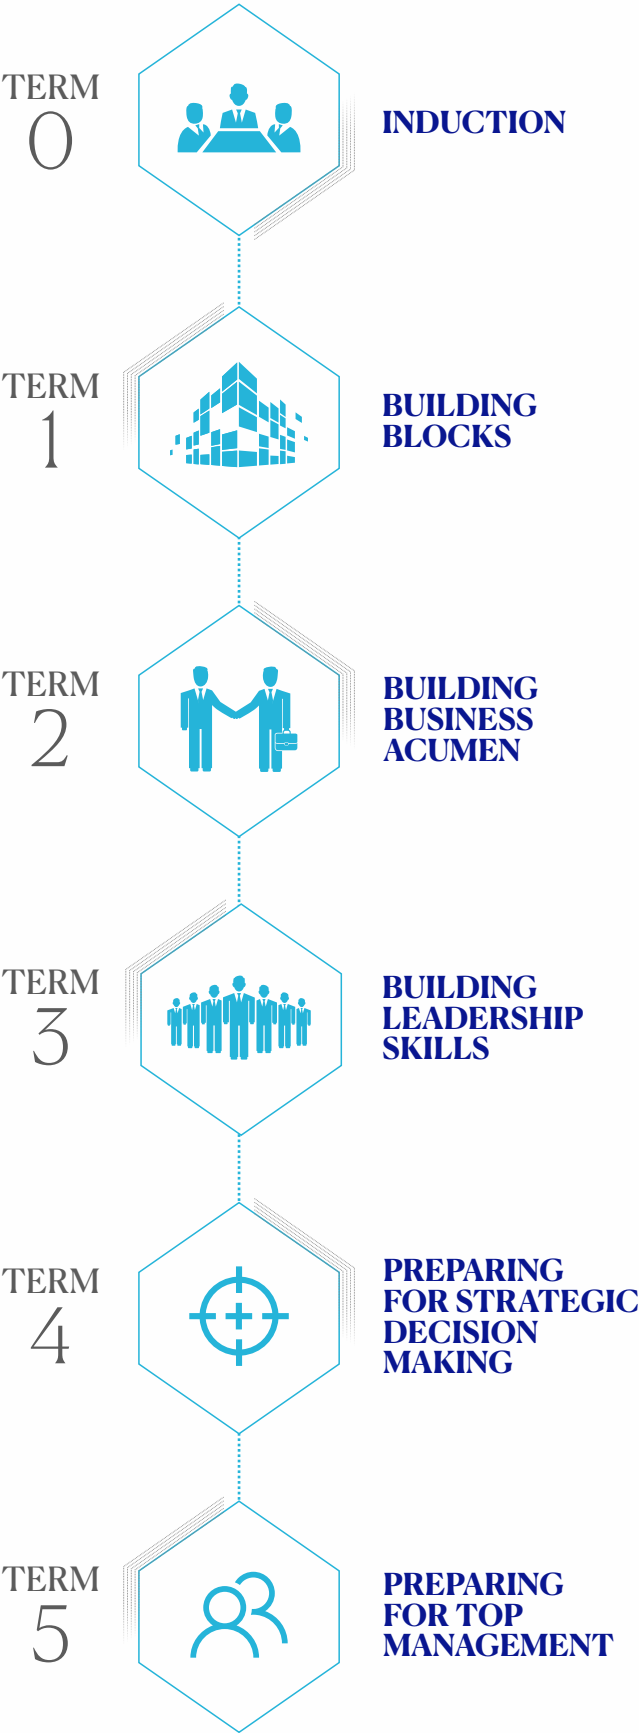 TERM
0
INDUCTION
TERM
1
BUILDING
BLOCKS
TERM
2
BUILDING
BUSINESS
ACUMEN
TERM
3
BUILDING
LEADERSHIP
SKILLS
TERM
4
PREPARING
FOR STRATEGIC
DECISION
MAKING
TERM
5
PREPARING
FOR TOP
MANAGEMENT